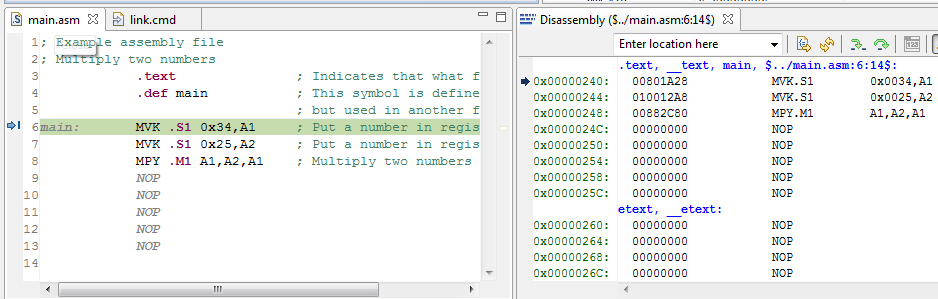 main.asm link.cmd
1 ; Example assembly file
2 ; Multiply two numbers
3 .text ; Indicates that what f
4 .def main ; This symbol is define
5 ; but used in another f
6 main: MVK .S1 0x34,A1 ; Put a number in regis
7 MVK .S1 0x25,A2 ; Put a number in regis
8 MPY .M1 A1,A2,A1 ; Multiply two numbers
9 NOP
10 NOP
11 NOP
12 NOP
13 NOP
14
Disassembly ($../main.asm:6:14$)
Enter location here
.text, __text, main, $../main.asm:6:14$:
0x00000240: 00801A28 MVK.S1 0x0034,A1
0x00000244: 010012A8 MVK.S1 0x0025,A2
0x00000248: 00882C80 MPY.M1 A1,A2,A1
0x0000024C: 00000000 NOP
0x00000250: 00000000 NOP
0x00000254: 00000000 NOP
0x00000258: 00000000 NOP
0x0000025C: 00000000 NOP
etext, __etext:
0x00000260: 00000000 NOP
0x00000264: 00000000 NOP
0x00000268: 00000000 NOP
0x0000026C: 00000000 NOP